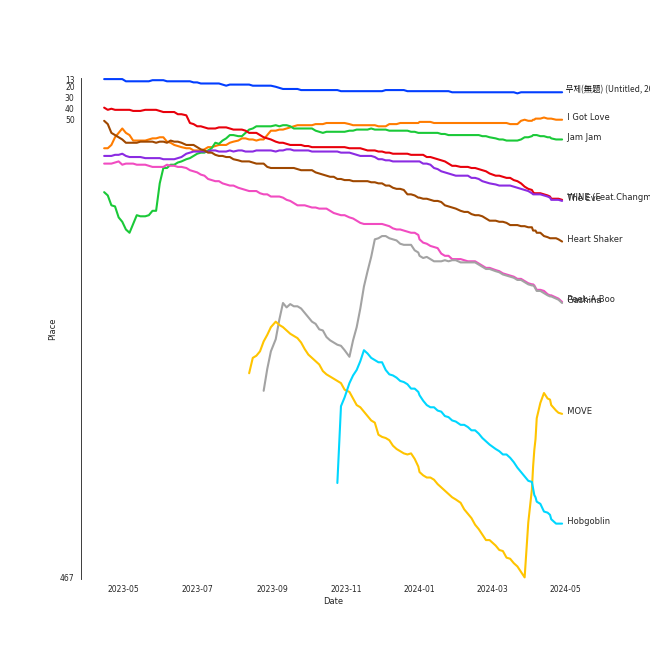 13
20
30
40
50
467
Place
무제(無題) (Untitled, 20
I Got Love
Jam Jam
WINE (Feat.Changm
The Eve
Heart Shaker
Peek-A-Boo
Gashina
MOVE
Hobgoblin
2023-05
2023-07
2023-09
2023-11
2024-01
2024-03
2024-05
Date